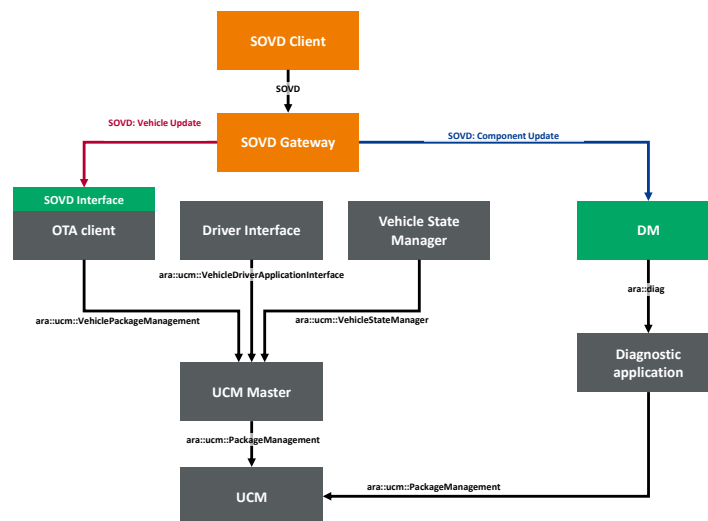 SOVD Client
SOVD
SOVD: Vehicle Update
SOVD: Component Update
SOVD Gateway
SOVD Interface
OTA client
Driver Interface
Vehicle State
Manager
DM
ara::ucm::VehicleDriverApplicationInterface
ara::diag
ara::ucm::VehiclePackageManagement
ara::ucm::VehicleStateManager
Diagnostic
application
UCM Master
ara::ucm::PackageManagement
ara::ucm::PackageManagement
UCM